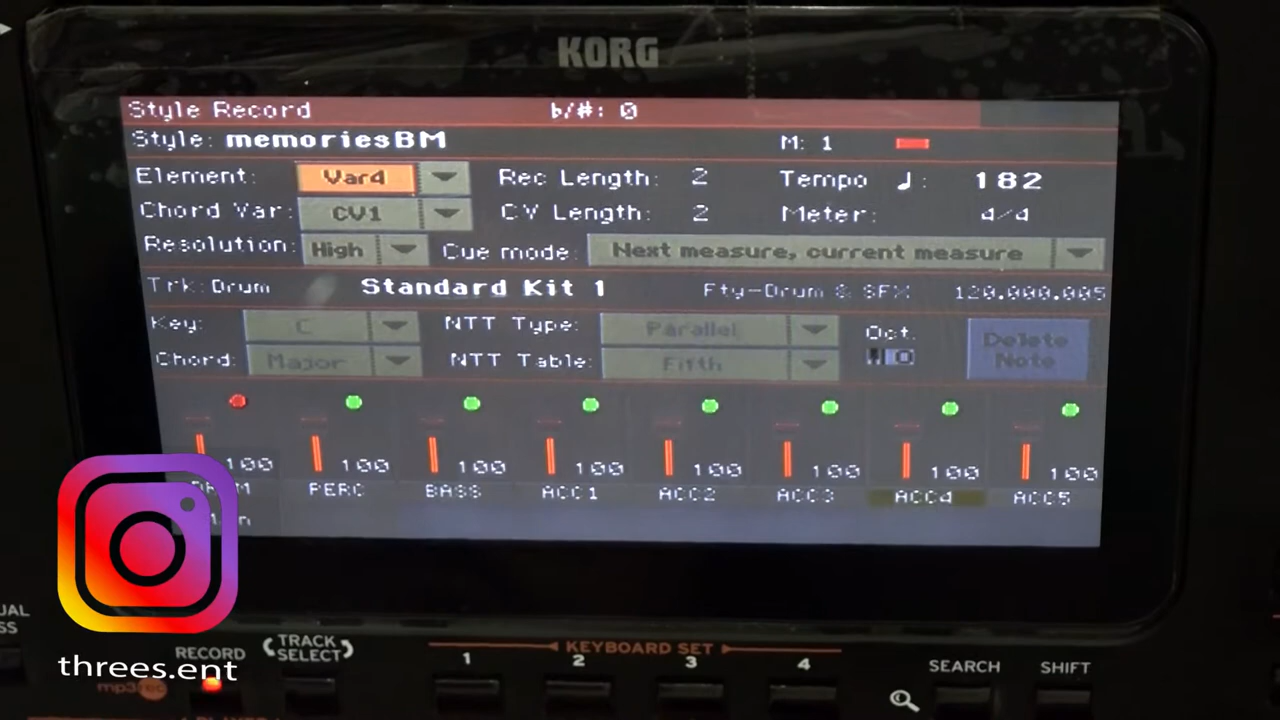 KORG
Style Record ♭/#: 0
Style: memoriesBM M: 1
Element: Var4 Rec Length: 2 Tempo ♩: 182
Chord Var: CV1 CV Length: 2 Meter: 4/4
Resolution: High Cue mode: Next measure, current measure
Trk: Drum Standard Kit 1 Fty-Drum & SFX 120.000.005
Key: C NTT Type: Parallel Oct. Delete
Chord: Major NTT Table: Fifth 0 Note
100 100 100 100 100 100 100 100
PERC BASS ACC1 ACC2 ACC3 ACC4 ACC5
threes.ent
RECORD TRACK SELECT KEYBOARD SET
1 2 3 4 SEARCH SHIFT
mp3rec